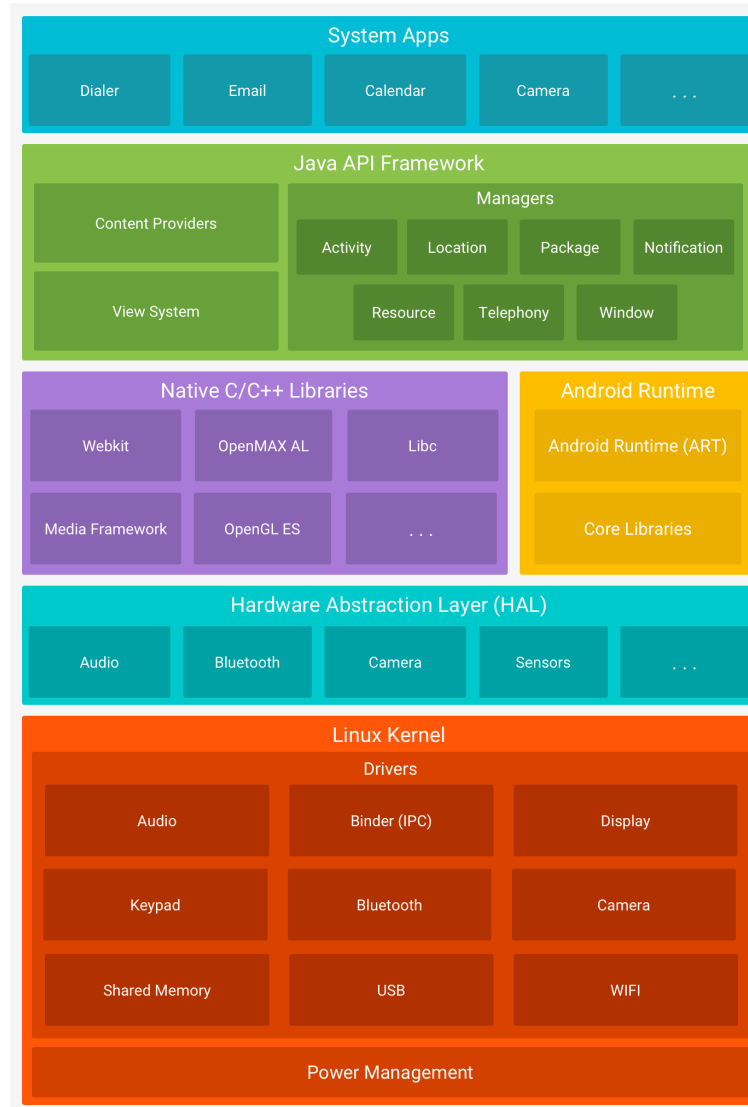 System Apps
Dialer
Email
Calendar
Camera
. . .
Java API Framework
Content Providers
View System
Managers
Activity
Location
Package
Notification
Resource
Telephony
Window
Native C/C++ Libraries
Webkit
OpenMAX AL
Libc
Media Framework
OpenGL ES
. . .
Android Runtime
Android Runtime (ART)
Core Libraries
Hardware Abstraction Layer (HAL)
Audio
Bluetooth
Camera
Sensors
. . .
Linux Kernel
Drivers
Audio
Binder (IPC)
Display
Keypad
Bluetooth
Camera
Shared Memory
USB
WIFI
Power Management